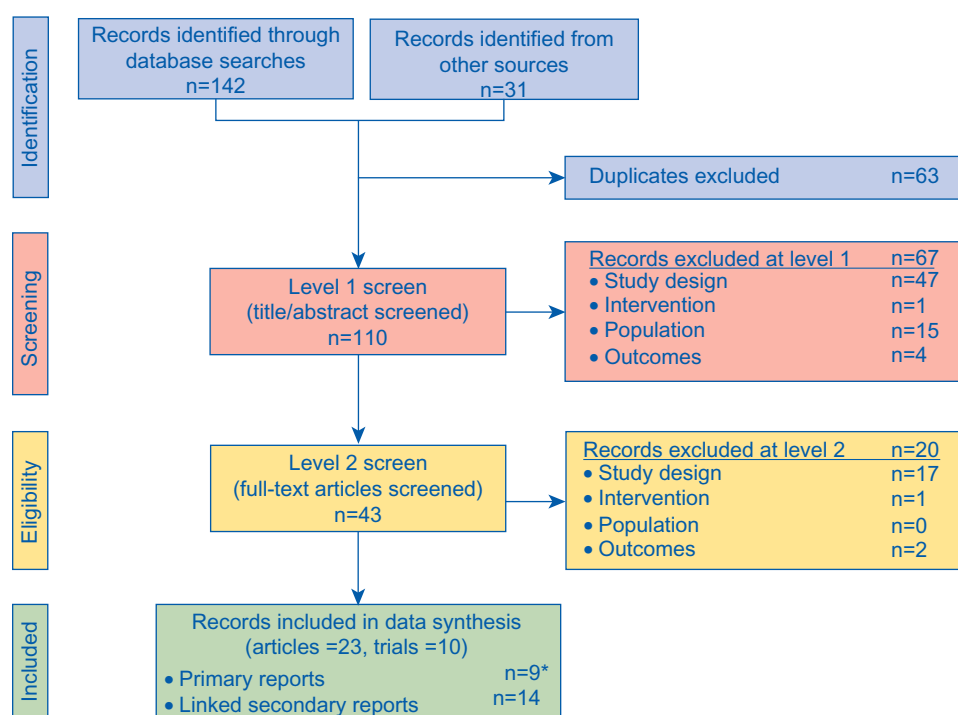 Identification
Records identified through
database searches
n=142
Records identified from
other sources
n=31
Duplicates excluded n=63
Screening
Level 1 screen
(title/abstract screened)
n=110
Records excluded at level 1 n=67
• Study design n=47
• Intervention n=1
• Population n=15
• Outcomes n=4
Eligibility
Level 2 screen
(full-text articles screened)
n=43
Records excluded at level 2 n=20
• Study design n=17
• Intervention n=1
• Population n=0
• Outcomes n=2
Included
Records included in data synthesis
(articles =23, trials =10)
• Primary reports n=9*
• Linked secondary reports n=14